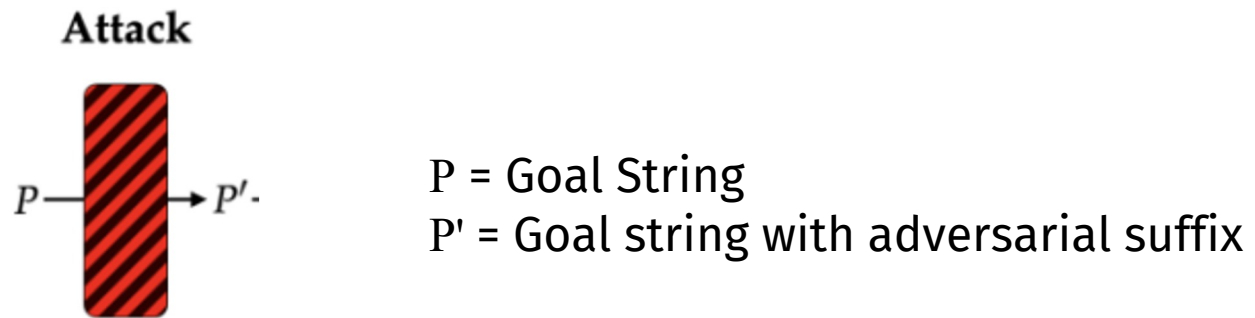 Attack
P
P'
P = Goal String
P' = Goal string with adversarial suffix